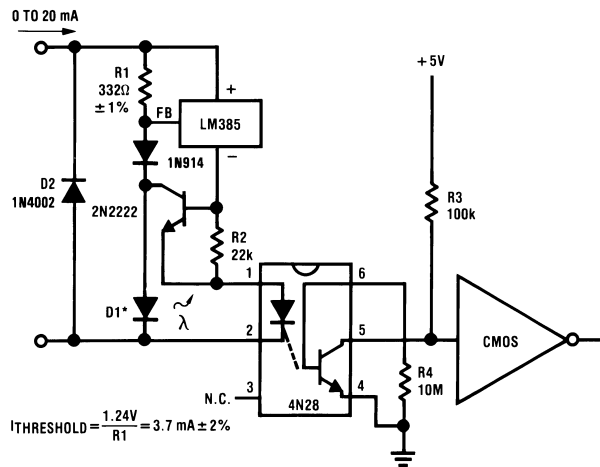 0 TO 20 mA
R1
332Ω
±1%
FB
+
LM385
−
1N914
D2
1N4002
2N2222
R2
22k
D1*
λ
1
2
3
N.C.
4N28
6
5
4
+5V
R3
100k
CMOS
R4
10M
ITHRESHOLD = 1.24V / R1 = 3.7 mA ± 2%